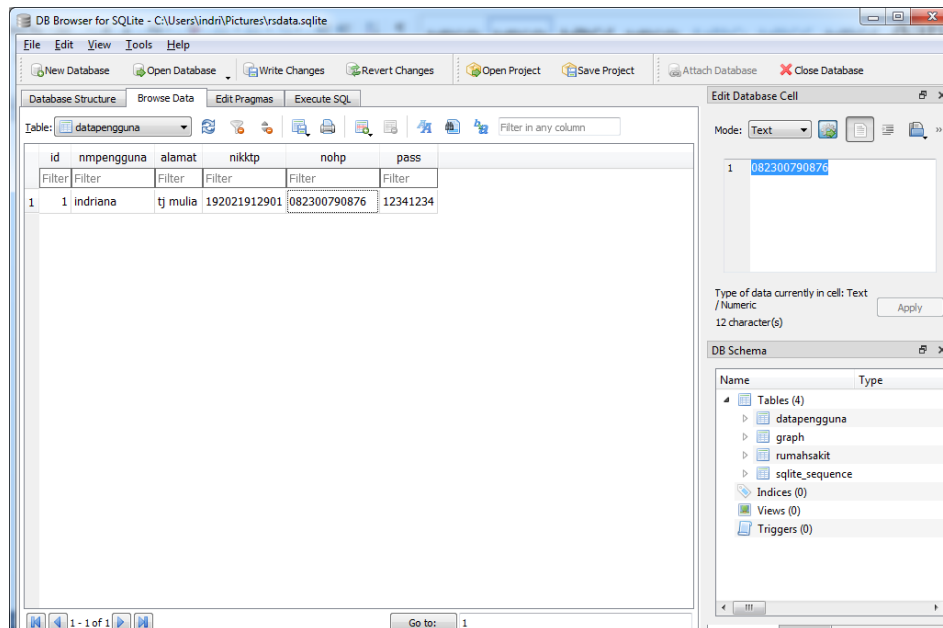 DB Browser for SQLite - C:\Users\indri\Pictures\rsdata.sqlite
File Edit View Tools Help
New Database Open Database Write Changes Revert Changes Open Project Save Project Attach Database Close Database
Database Structure Browse Data Edit Pragmas Execute SQL
Table: datapengguna Filter in any column
id nmpengguna alamat nikktp nohp pass
Filter Filter Filter Filter Filter Filter
1 1 indriana tj mulia 192021912901 082300790876 12341234
1 - 1 of 1 Go to: 1
Edit Database Cell
Mode: Text
1 082300790876
Type of data currently in cell: Text
/ Numeric
12 character(s)
Apply
DB Schema
Name Type
Tables (4)
datapengguna
graph
rumahsakit
sqlite_sequence
Indices (0)
Views (0)
Triggers (0)